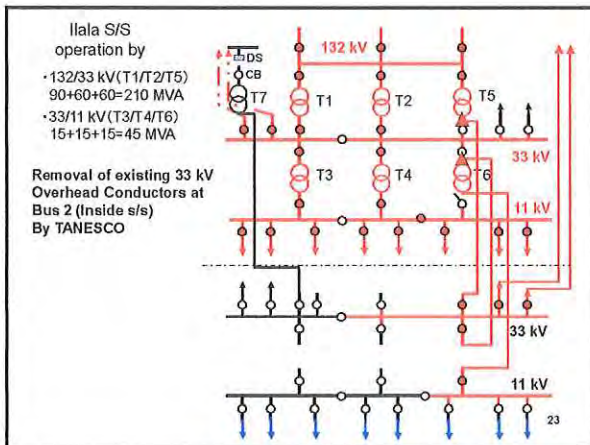 Ilala S/S
operation by
・132/33 kV(T1/T2/T5)
90+60+60=210 MVA
・33/11 kV(T3/T4/T6)
15+15+15=45 MVA
Removal of existing 33 kV
Overhead Conductors at
Bus 2 (Inside s/s)
By TANESCO
DS
CB
T7
132 kV
T1
T2
T5
33 kV
T3
T4
T6
11 kV
33 kV
11 kV
23